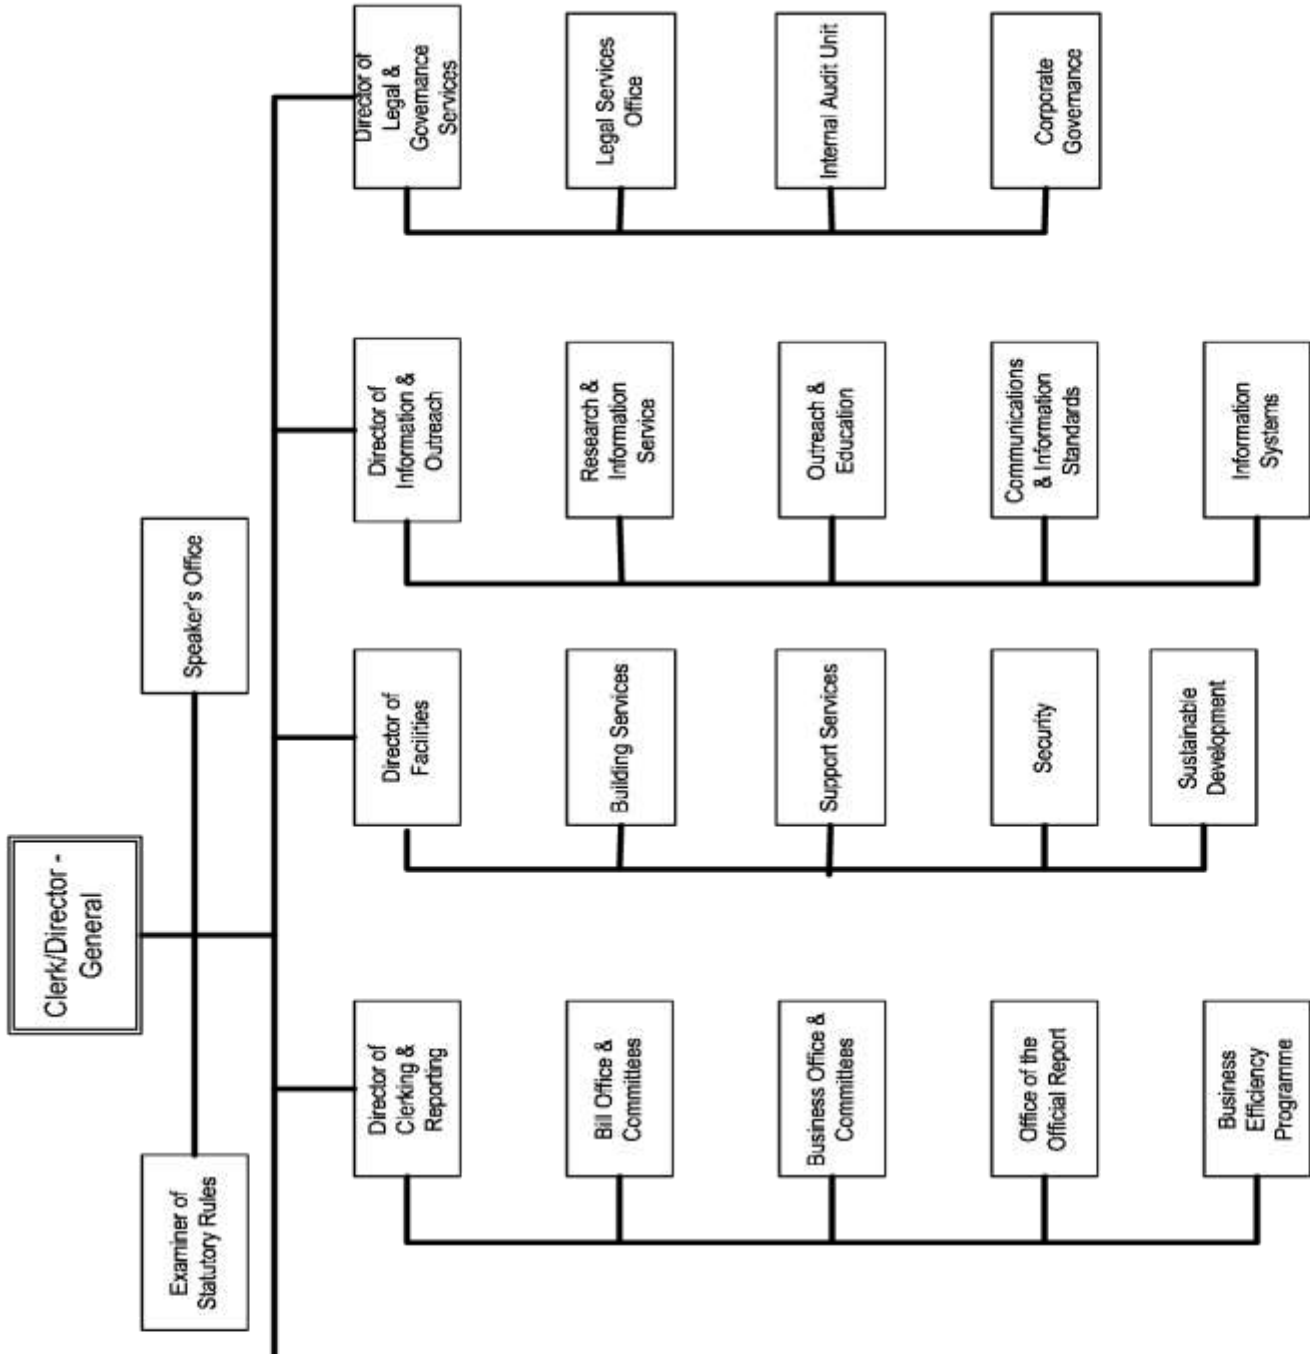 Clerk/Director -
General
Examiner of
Statutory Rules
Speaker's Office
Director of
Clerking &
Reporting
Bill Office &
Committees
Business Office &
Committees
Office of the
Official Report
Business
Efficiency
Programme
Director of
Facilities
Building Services
Support Services
Security
Sustainable
Development
Director of
Information &
Outreach
Research &
Information
Service
Outreach &
Education
Communications
& Information
Standards
Information
Systems
Director of
Legal &
Governance
Services
Legal Services
Office
Internal Audit Unit
Corporate
Governance